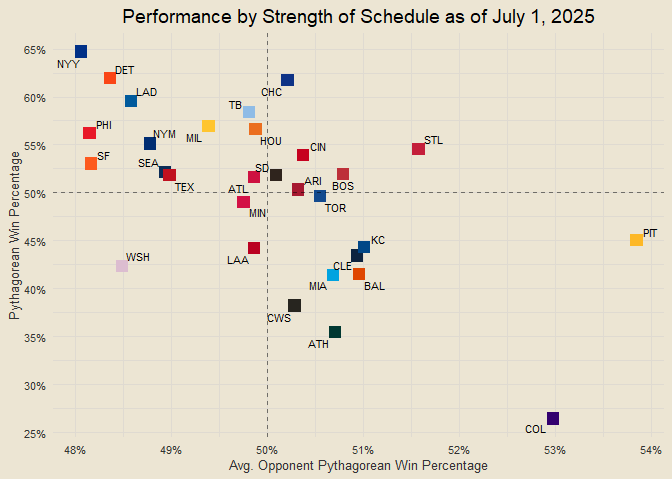 Performance by Strength of Schedule as of July 1, 2025
65%
NYY
DET
CHC
60%
LAD
TB
PHI
NYM
MIL
HOU
55%
SF
SEA
TEX
CIN
STL
SD
ATL
ARI
BOS
50%
MIN
TOR
45%
WSH
LAA
KC
CLE
PIT
40%
MIA
BAL
CWS
35%
ATH
30%
COL
25%
Pythagorean Win Percentage
48%
49%
50%
51%
52%
53%
54%
Avg. Opponent Pythagorean Win Percentage